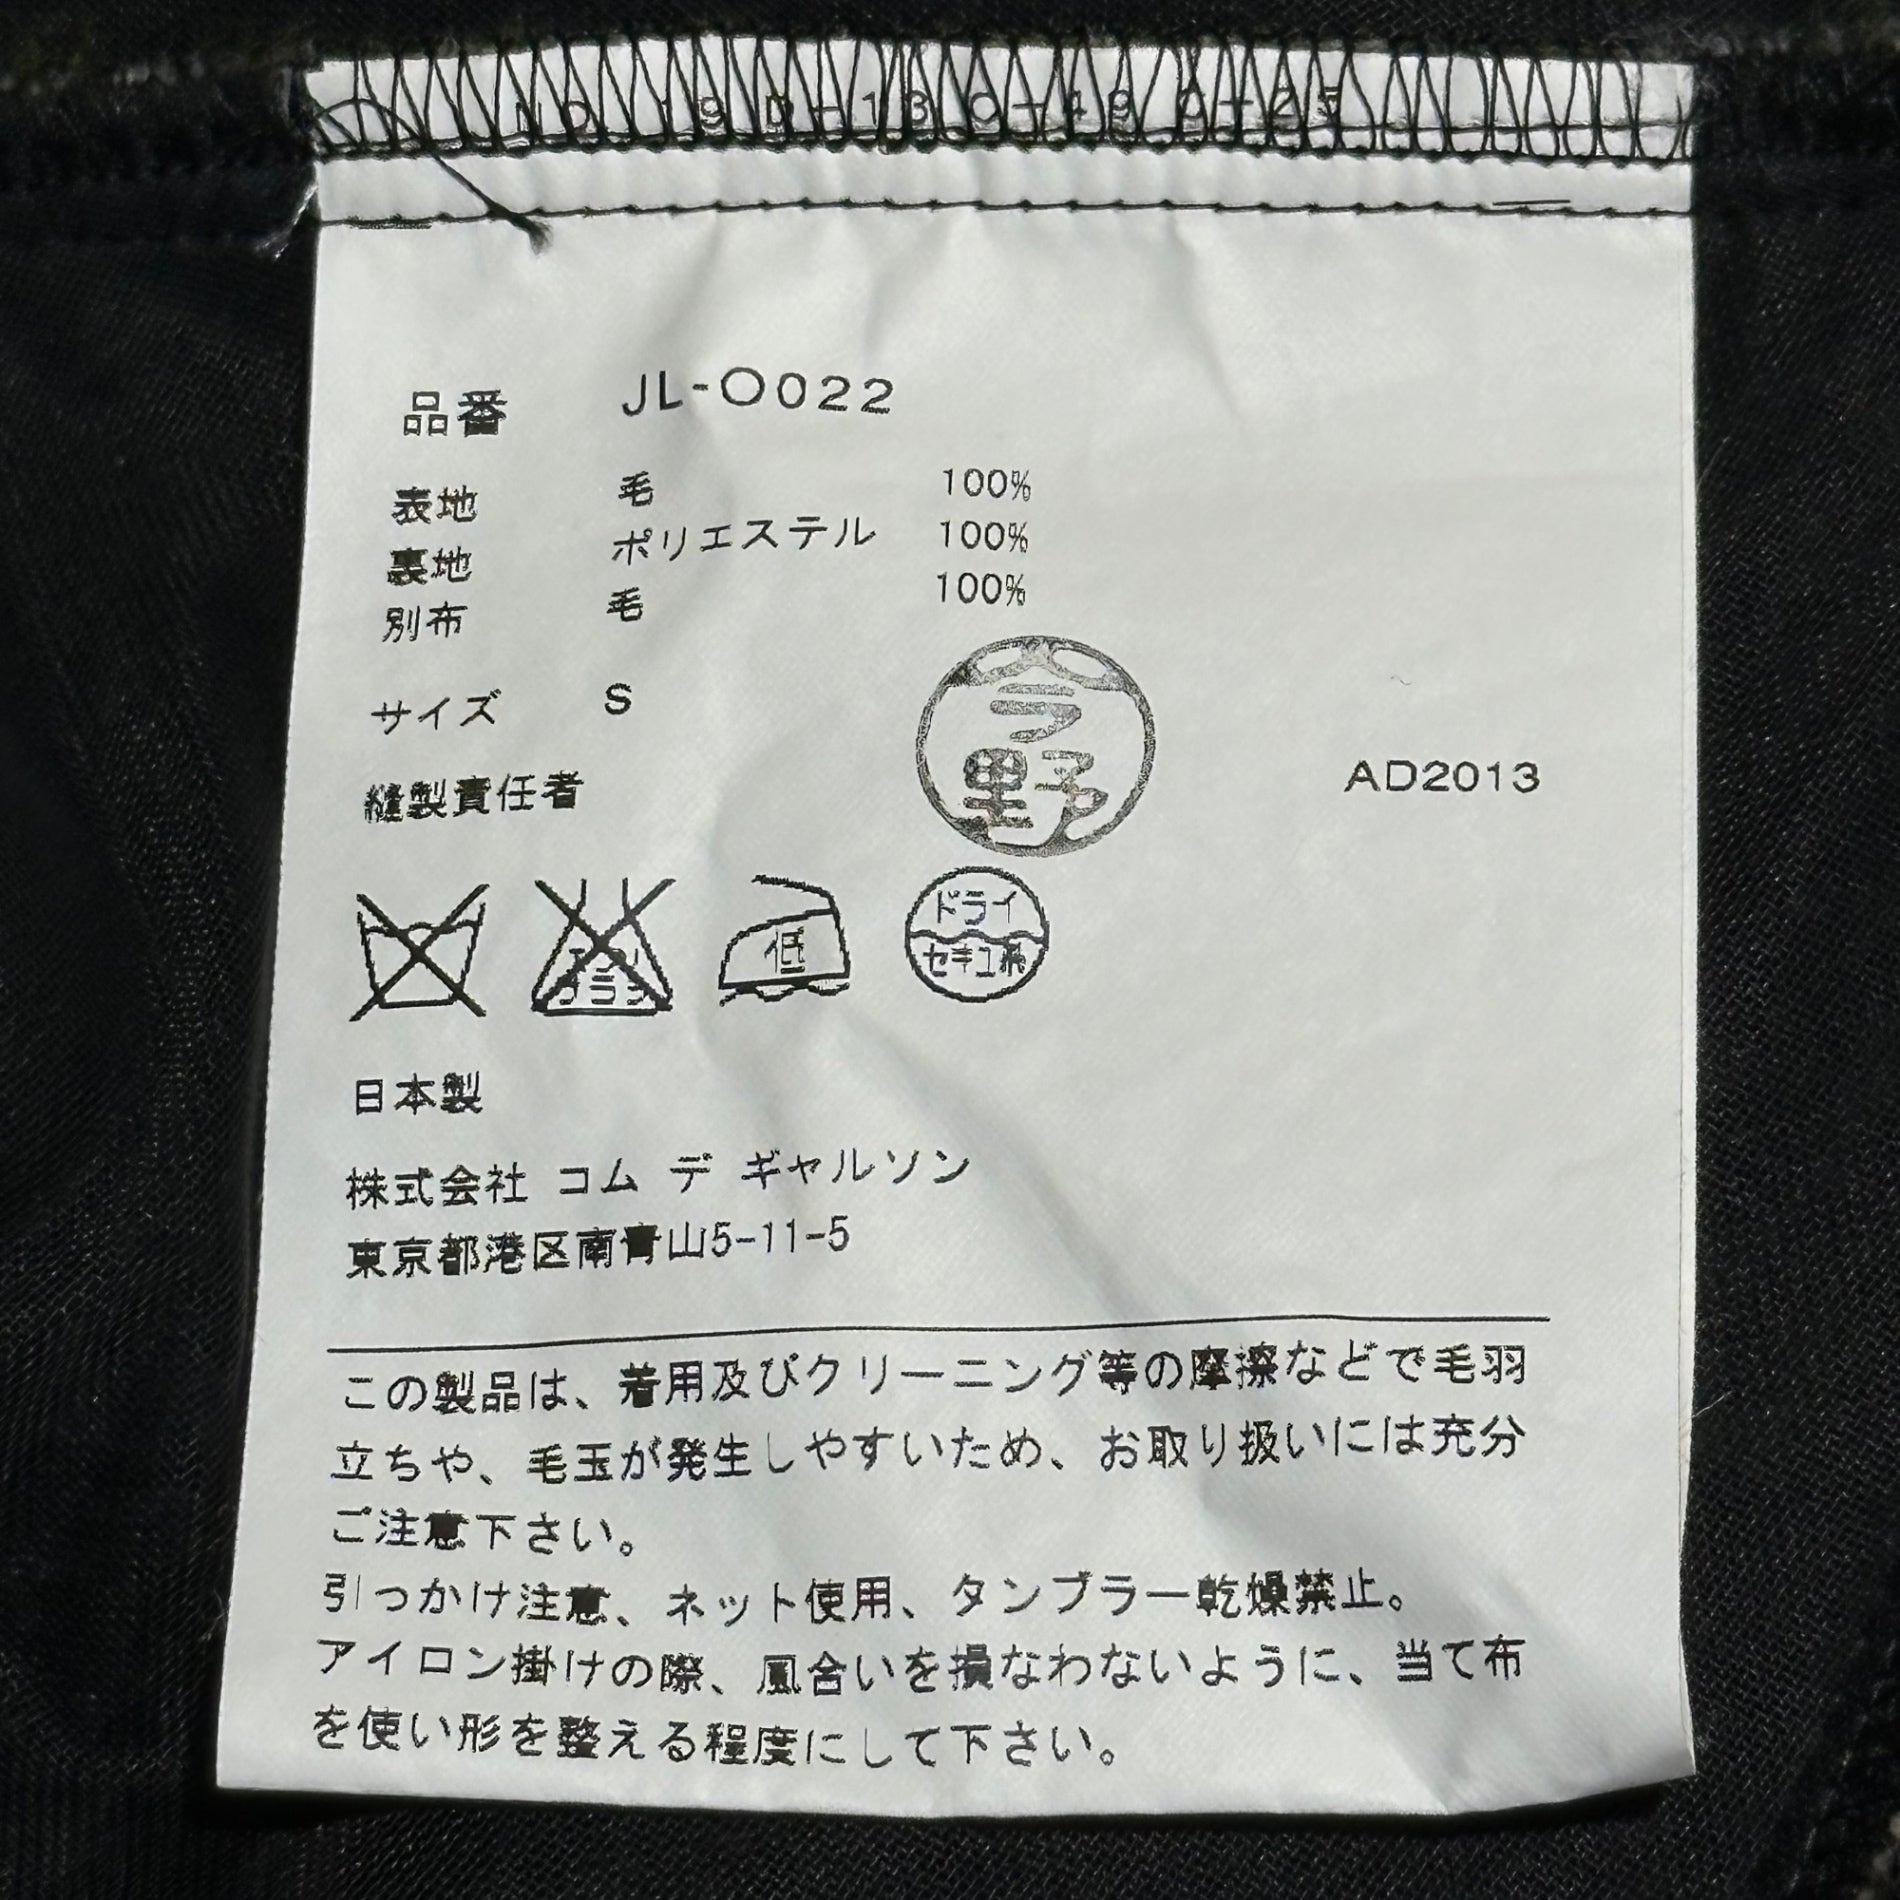 品番 JL-O022
表地 毛 100%
裏地 ポリエステル 100%
別布 毛 100%
サイズ S
今野
縫製責任者
AD2013
低
ドライ
セキユ系
日本製
株式会社 コム デ ギャルソン
東京都港区南青山5-11-5
この製品は、着用及びクリーニング等の摩擦などで毛羽
立ちや、毛玉が発生しやすいため、お取り扱いには充分
ご注意下さい。
引っかけ注意、ネット使用、タンブラー乾燥禁止。
アイロン掛けの際、風合いを損なわないように、当て布
を使い形を整える程度にして下さい。